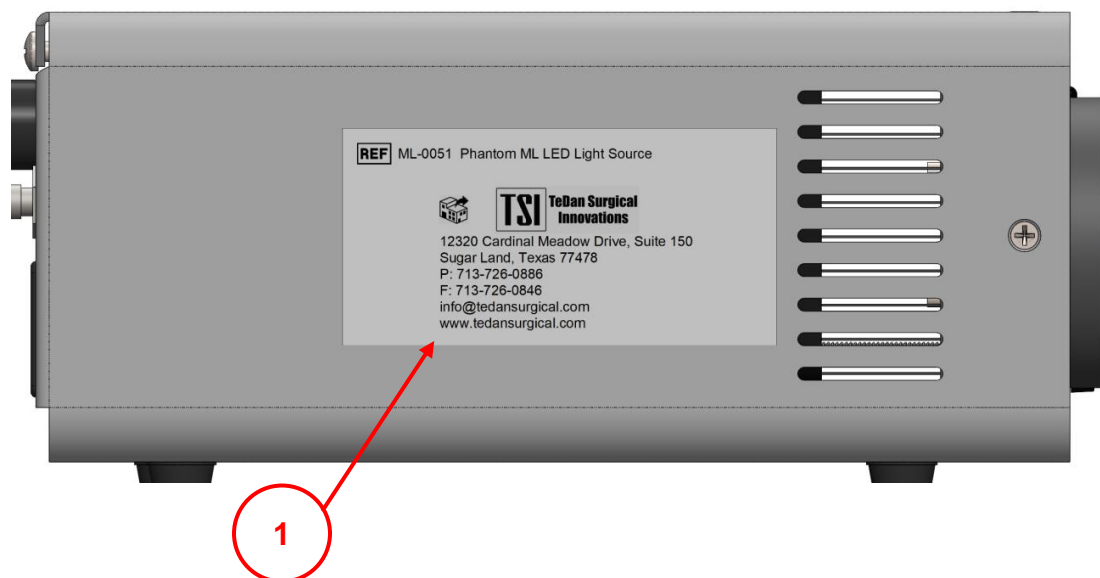 REF ML-0051 Phantom ML LED Light Source
TSI TeDan Surgical
Innovations
12320 Cardinal Meadow Drive, Suite 150
Sugar Land, Texas 77478
P: 713-726-0886
F: 713-726-0846
info@tedansurgical.com
www.tedansurgical.com
1